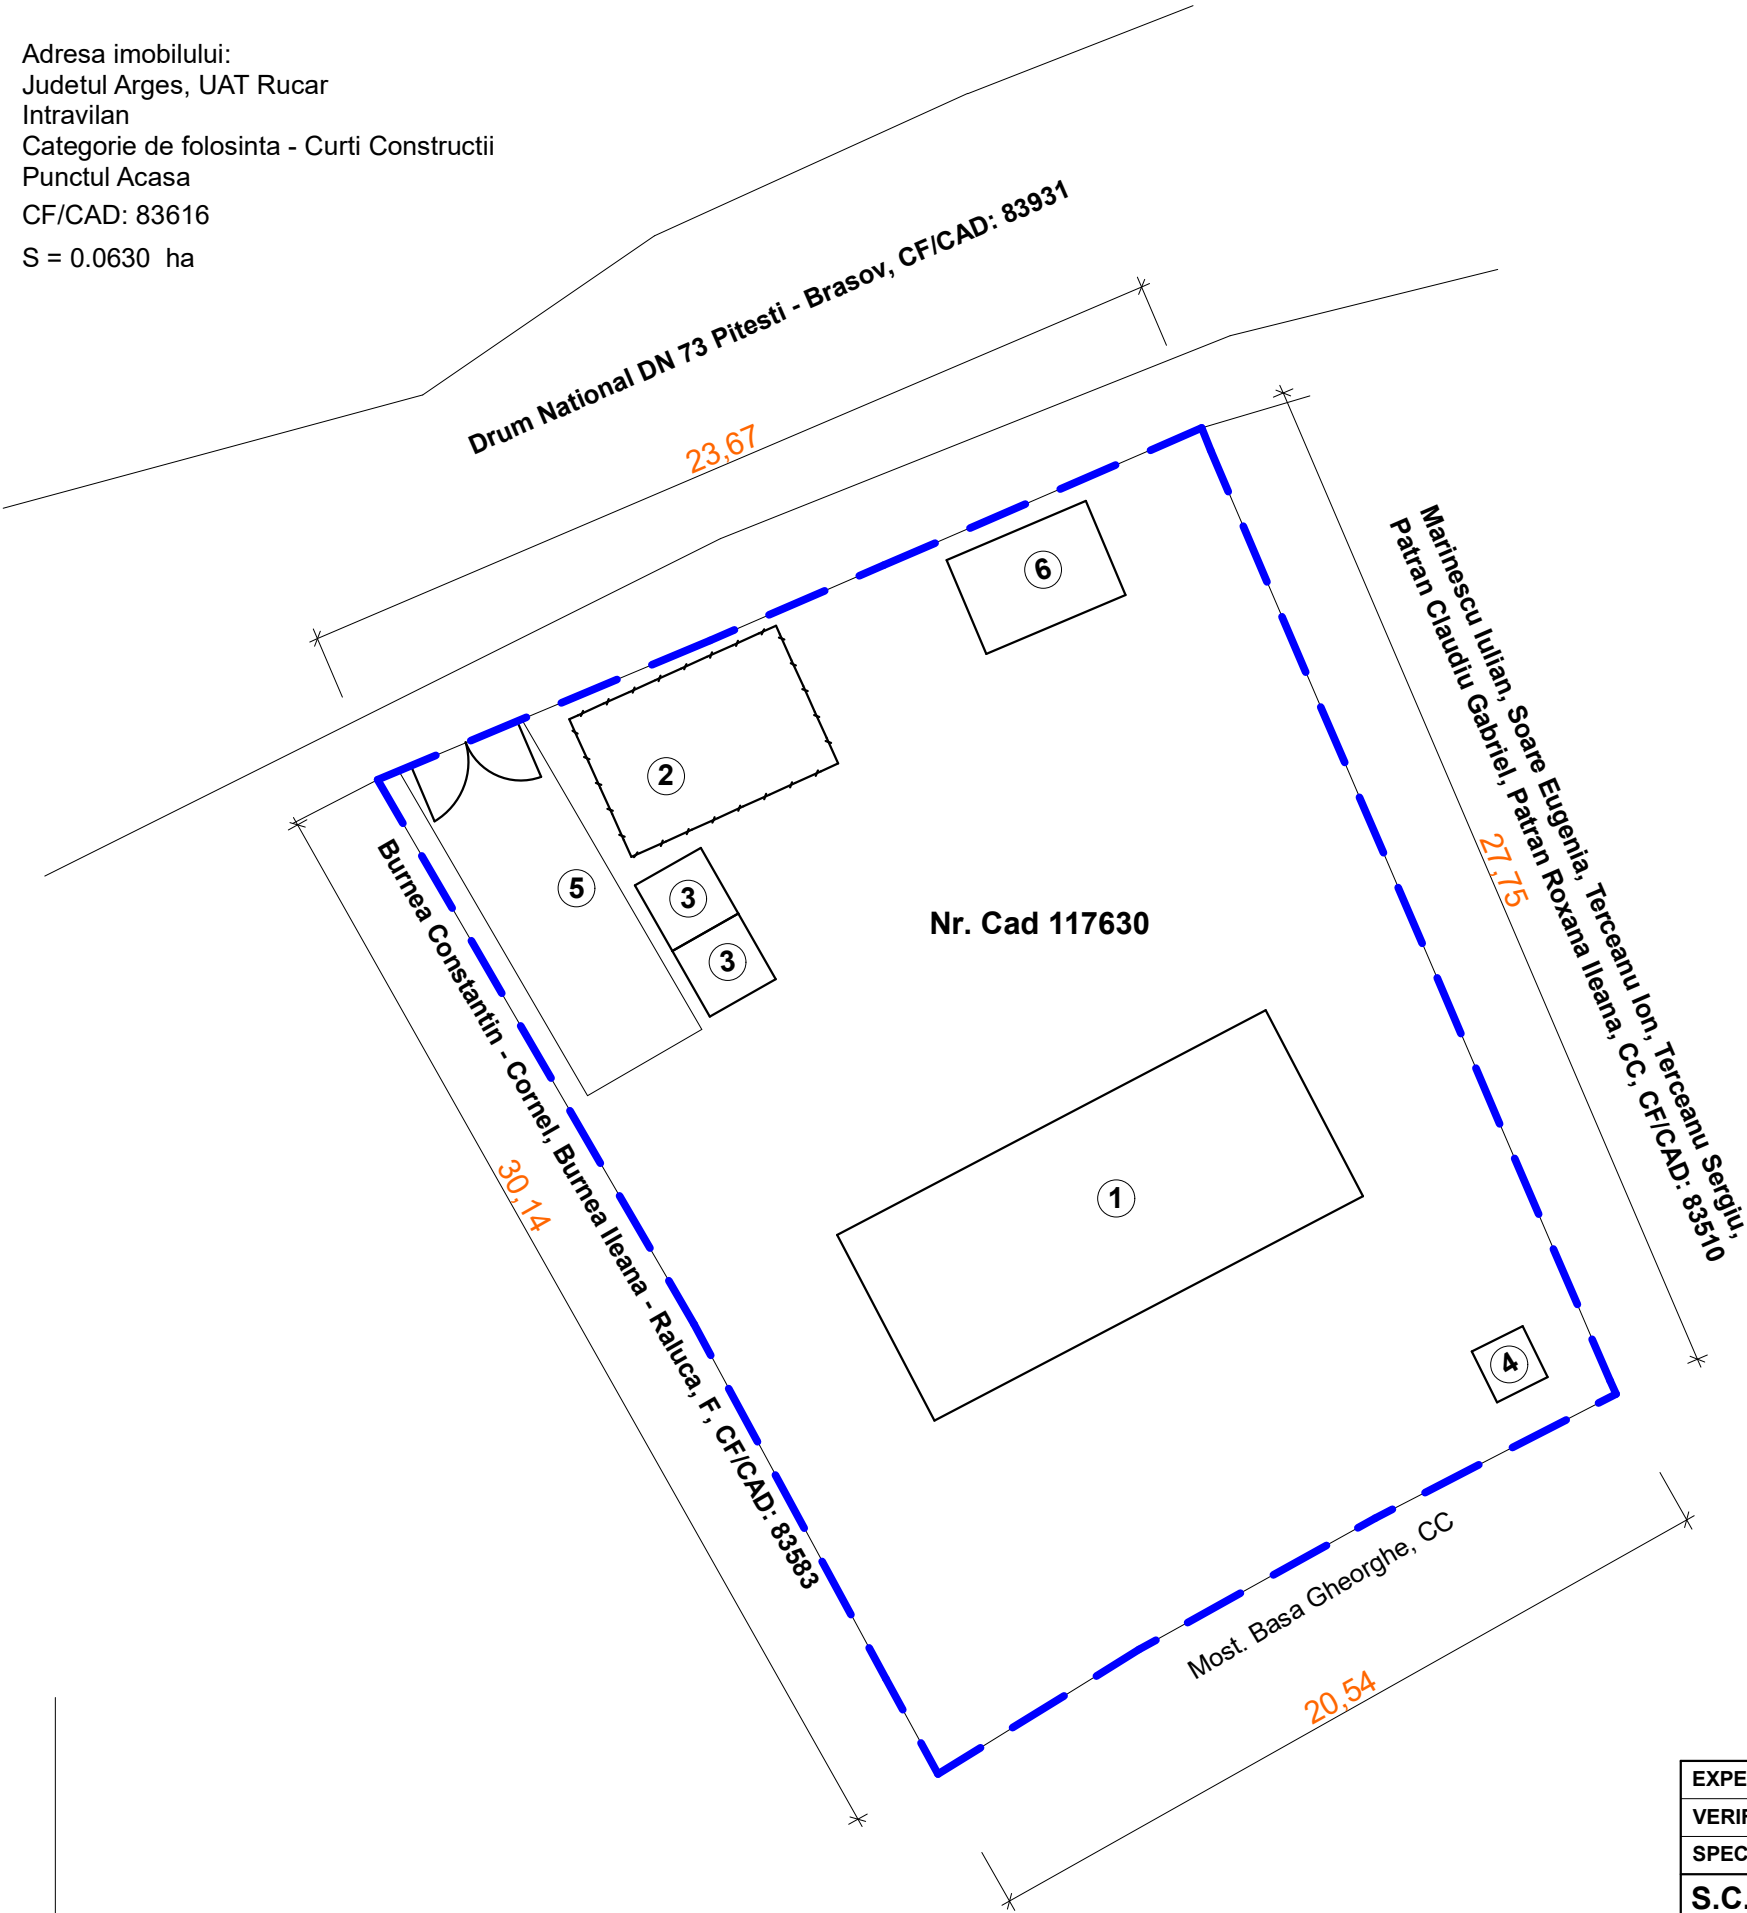 Adresa imobilului:
Judetul Arges, UAT Rucar
Intravilan
Categorie de folosinta - Curti Constructii
Punctul Acasa
CF/CAD: 83616
S = 0.0630 ha
Drum National DN 73 Pitesti - Brasov, CF/CAD: 83931
23,67
6
2
5
3
3
Nr. Cad 117630
Marinescu Iulian, Soare Eugenia, Terceanu Ion, Terceanu Sergiu,
Patran Claudiu Gabriel, Patran Roxana Ileana, CC, CF/CAD: 83510
27,75
Burnea Constantin - Cornel, Burnea Ileana - Raluca, F, CF/CAD: 83583
30,14
1
4
Most. Basa Gheorghe, CC
20,54
EXPE
VERIF
SPEC
S.C.